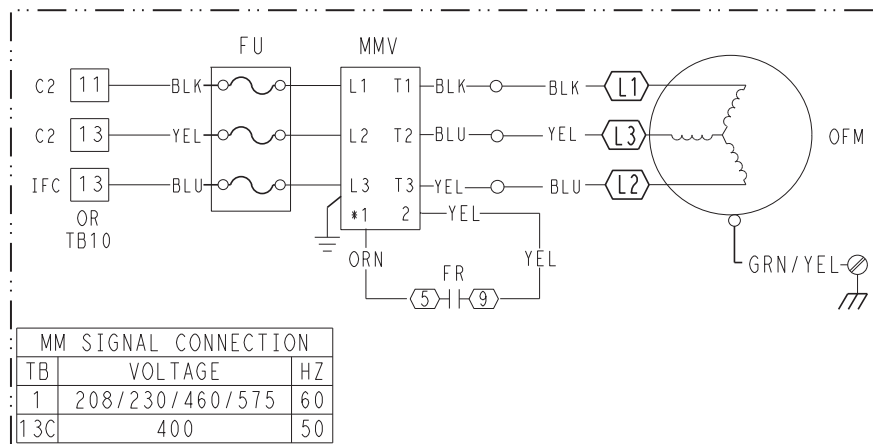 FU MMV
C2 11 BLK L1 T1 BLK BLK L1
C2 13 YEL L2 T2 BLU YEL L3 OFM
IFC 13 BLU L3 T3 YEL BLU L2
OR
TB10
*1 2 YEL
ORN FR YEL
5 9
GRN/YEL
MM SIGNAL CONNECTION
TB VOLTAGE HZ
1 208/230/460/575 60
13C 400 50